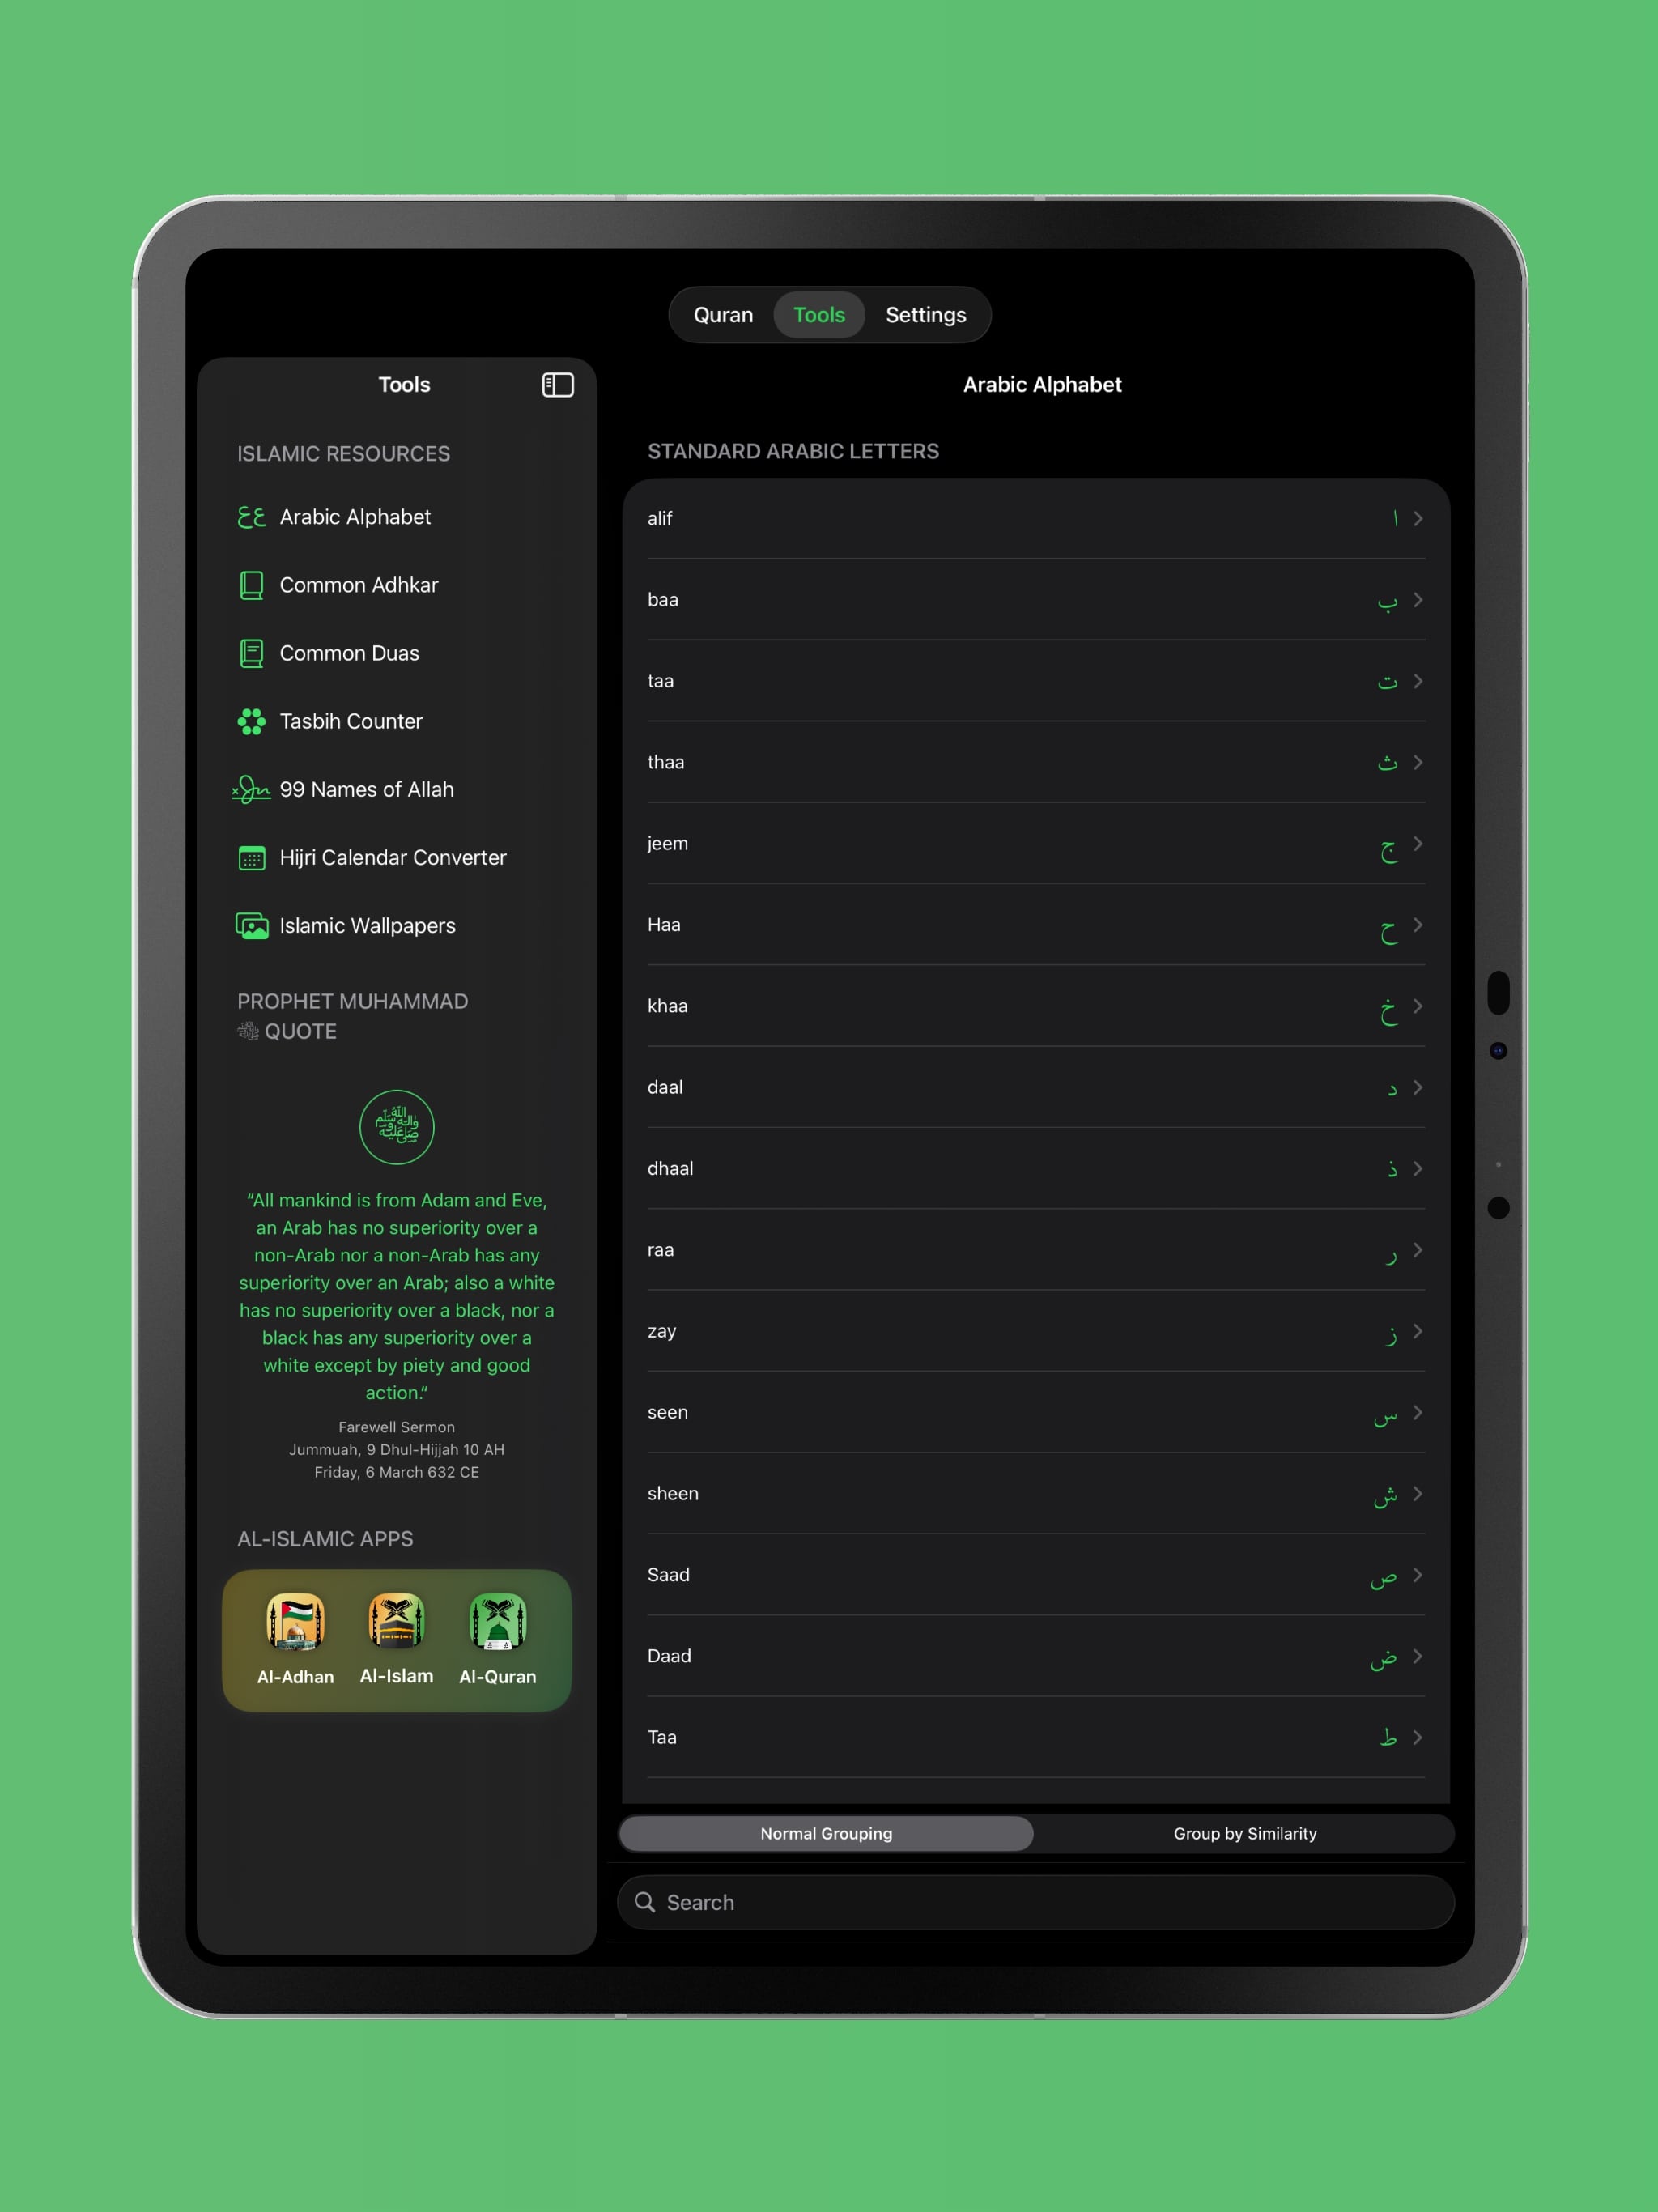 Quran
Tools
Settings
Tools
ISLAMIC RESOURCES
عع Arabic Alphabet
Common Adhkar
Common Duas
Tasbih Counter
99 Names of Allah
Hijri Calendar Converter
Islamic Wallpapers
PROPHET MUHAMMAD
ﷺ QUOTE
ﷺ
“All mankind is from Adam and Eve,
an Arab has no superiority over a
non-Arab nor a non-Arab has any
superiority over an Arab; also a white
has no superiority over a black, nor a
black has any superiority over a
white except by piety and good
action.“
Farewell Sermon
Jummuah, 9 Dhul-Hijjah 10 AH
Friday, 6 March 632 CE
AL-ISLAMIC APPS
Al-Adhan
Al-Islam
Al-Quran
Arabic Alphabet
STANDARD ARABIC LETTERS
alif ا
baa ب
taa ت
thaa ث
jeem ج
Haa ح
khaa خ
daal د
dhaal ذ
raa ر
zay ز
seen س
sheen ش
Saad ص
Daad ض
Taa ط
Normal Grouping
Group by Similarity
Search